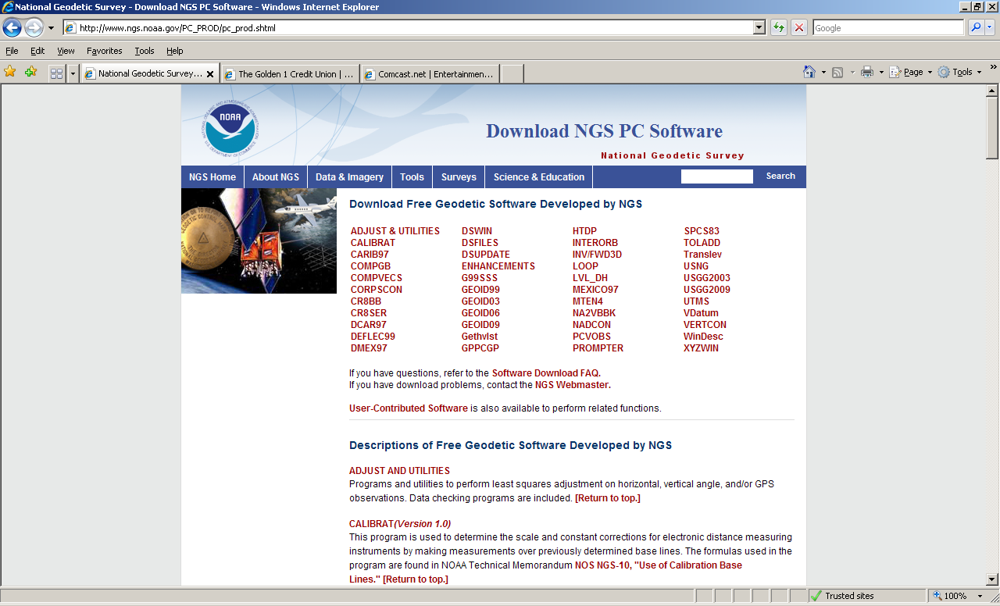 National Geodetic Survey - Download NGS PC Software - Windows Internet Explorer
http://www.ngs.noaa.gov/PC_PROD/pc_prod.shtml
Google
File Edit View Favorites Tools Help
National Geodetic Survey... The Golden 1 Credit Union | ... Comcast.net | Entertainmen... Page Tools
NOAA
Download NGS PC Software
National Geodetic Survey
NGS Home About NGS Data & Imagery Tools Surveys Science & Education Search
Download Free Geodetic Software Developed by NGS
ADJUST & UTILITIES DSWIN HTDP SPCS83
CALIBRAT DSFILES INTERORB TOLADD
CARIB97 DSUPDATE INV/FWD3D Translev
COMPGB ENHANCEMENTS LOOP USNG
COMPVECS G99SSS LVL_DH USGG2003
CORPSCON GEOID99 MEXICO97 USGG2009
CR8BB GEOID03 MTEN4 UTMS
CR8SER GEOID06 NA2VBBK VDatum
DCAR97 GEOID09 NADCON VERTCON
DEFLEC99 Gethvlst PCVOBS WinDesc
DMEX97 GPPCGP PROMPTER XYZWIN
If you have questions, refer to the Software Download FAQ.
If you have download problems, contact the NGS Webmaster.
User-Contributed Software is also available to perform related functions.
Descriptions of Free Geodetic Software Developed by NGS
ADJUST AND UTILITIES
Programs and utilities to perform least squares adjustment on horizontal, vertical angle, and/or GPS
observations. Data checking programs are included. [Return to top.]
CALIBRAT(Version 1.0)
This program is used to determine the scale and constant corrections for electronic distance measuring
instruments by making measurements over previously determined base lines. The formulas used in the
program are found in NOAA Technical Memorandum NOS NGS-10, "Use of Calibration Base
Lines." [Return to top.]
Trusted sites 100%